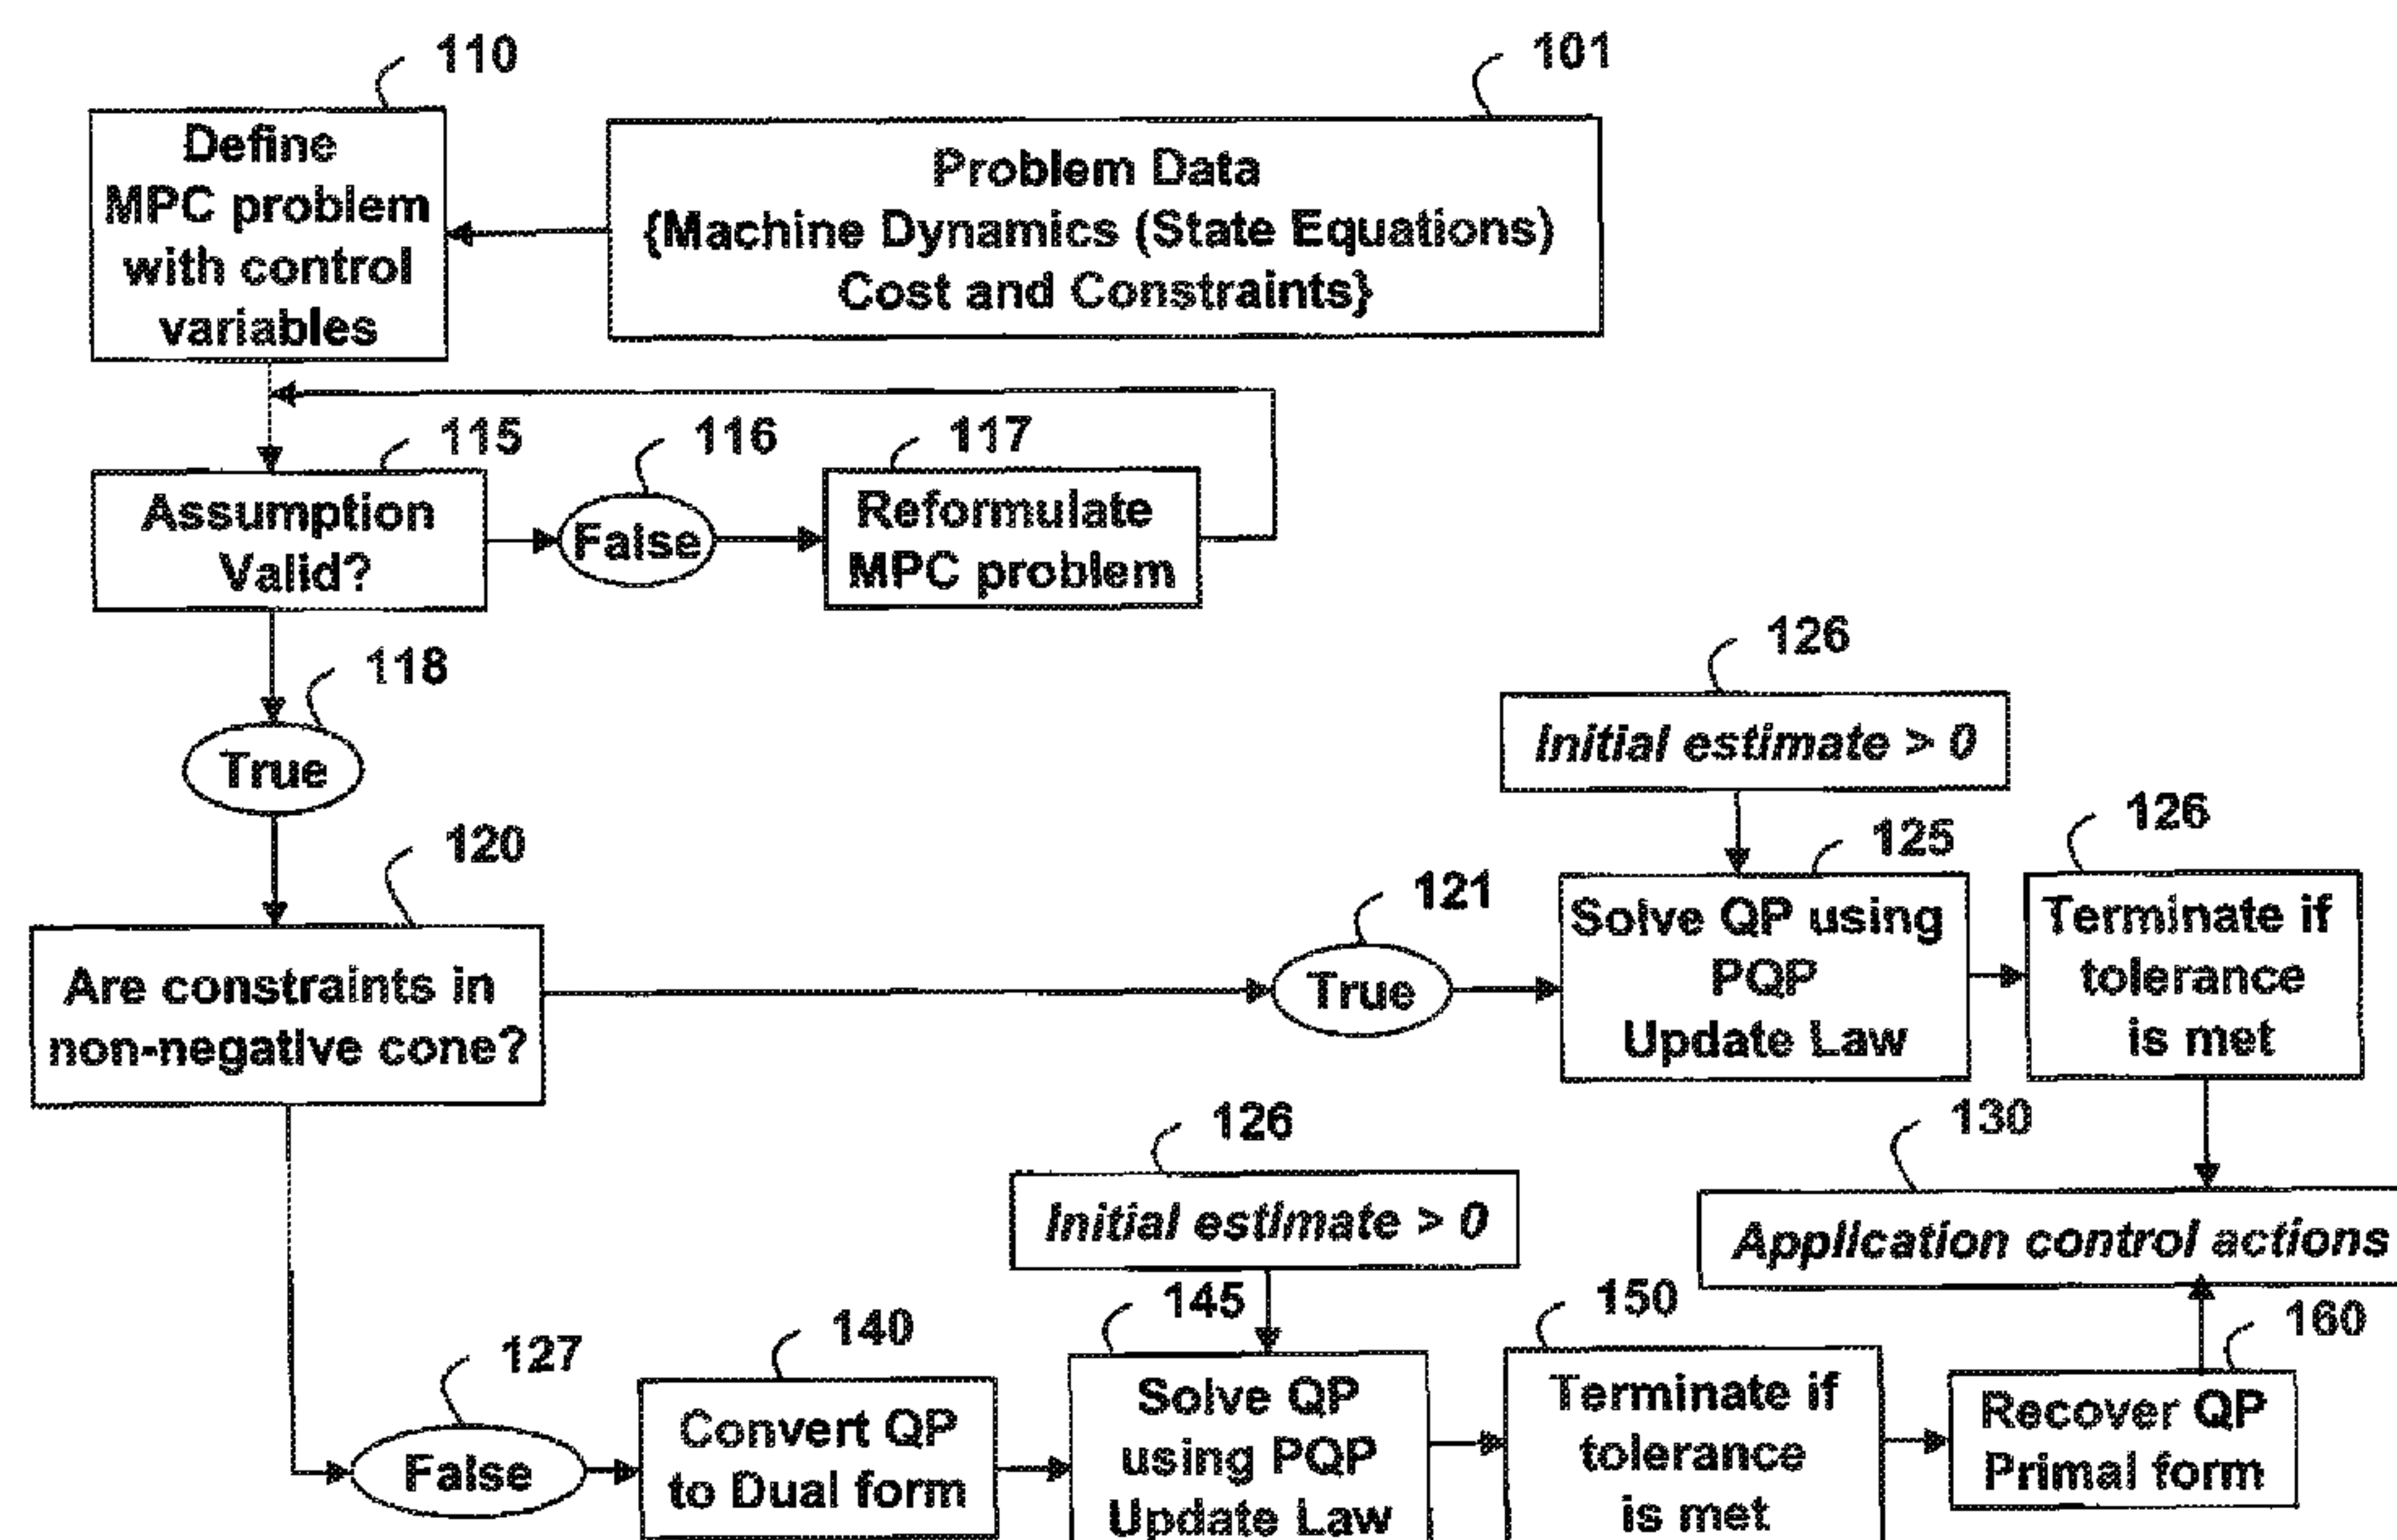 110
101
Define
MPC problem
with control
variables
Problem Data
{Machine Dynamics (State Equations)
Cost and Constraints}
115
116
117
Assumption
Valid?
False
Reformulate
MPC problem
118
True
126
Initial estimate > 0
120
121
125
126
Are constraints in
non-negative cone?
True
Solve QP using
PQP
Update Law
Terminate if
tolerance
is met
126
Initial estimate > 0
130
Application control actions
127
140
145
150
160
False
Convert QP
to Dual form
Solve QP
using PQP
Update Law
Terminate if
tolerance
is met
Recover QP
Primal form